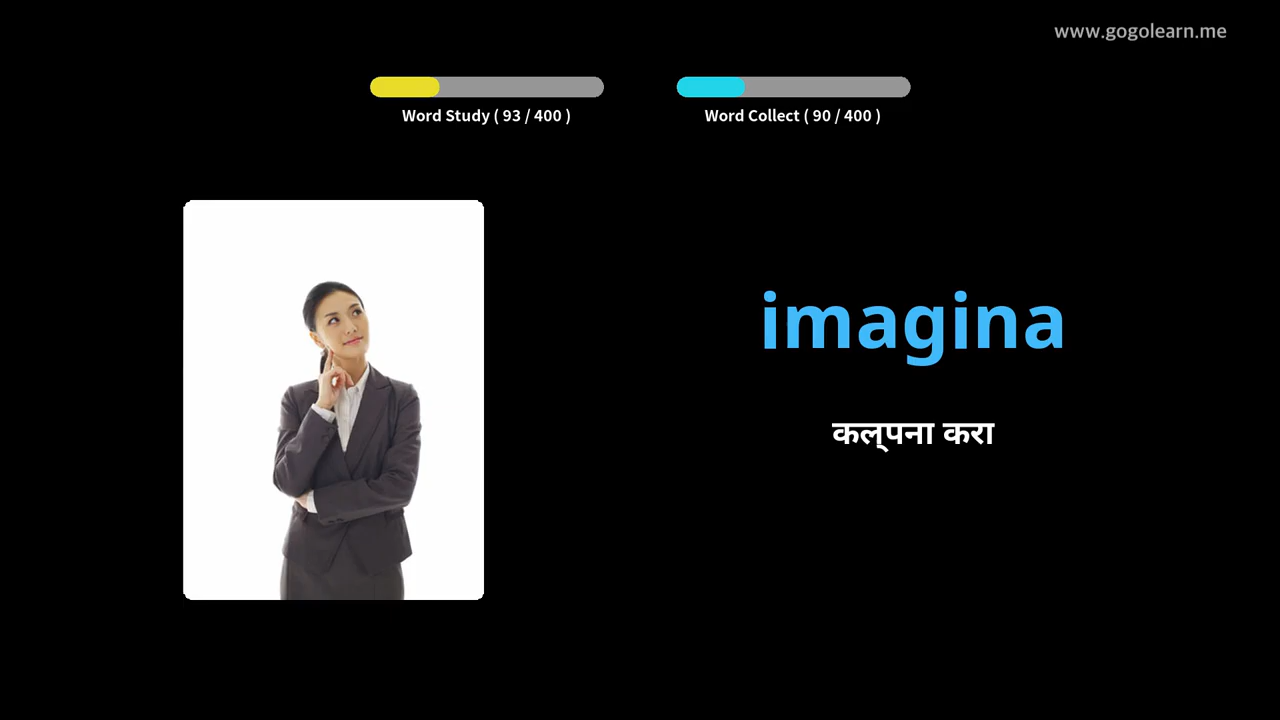 www.gogolearn.me
Word Study ( 93 / 400 )
Word Collect ( 90 / 400 )
imagina
कल्पना करा